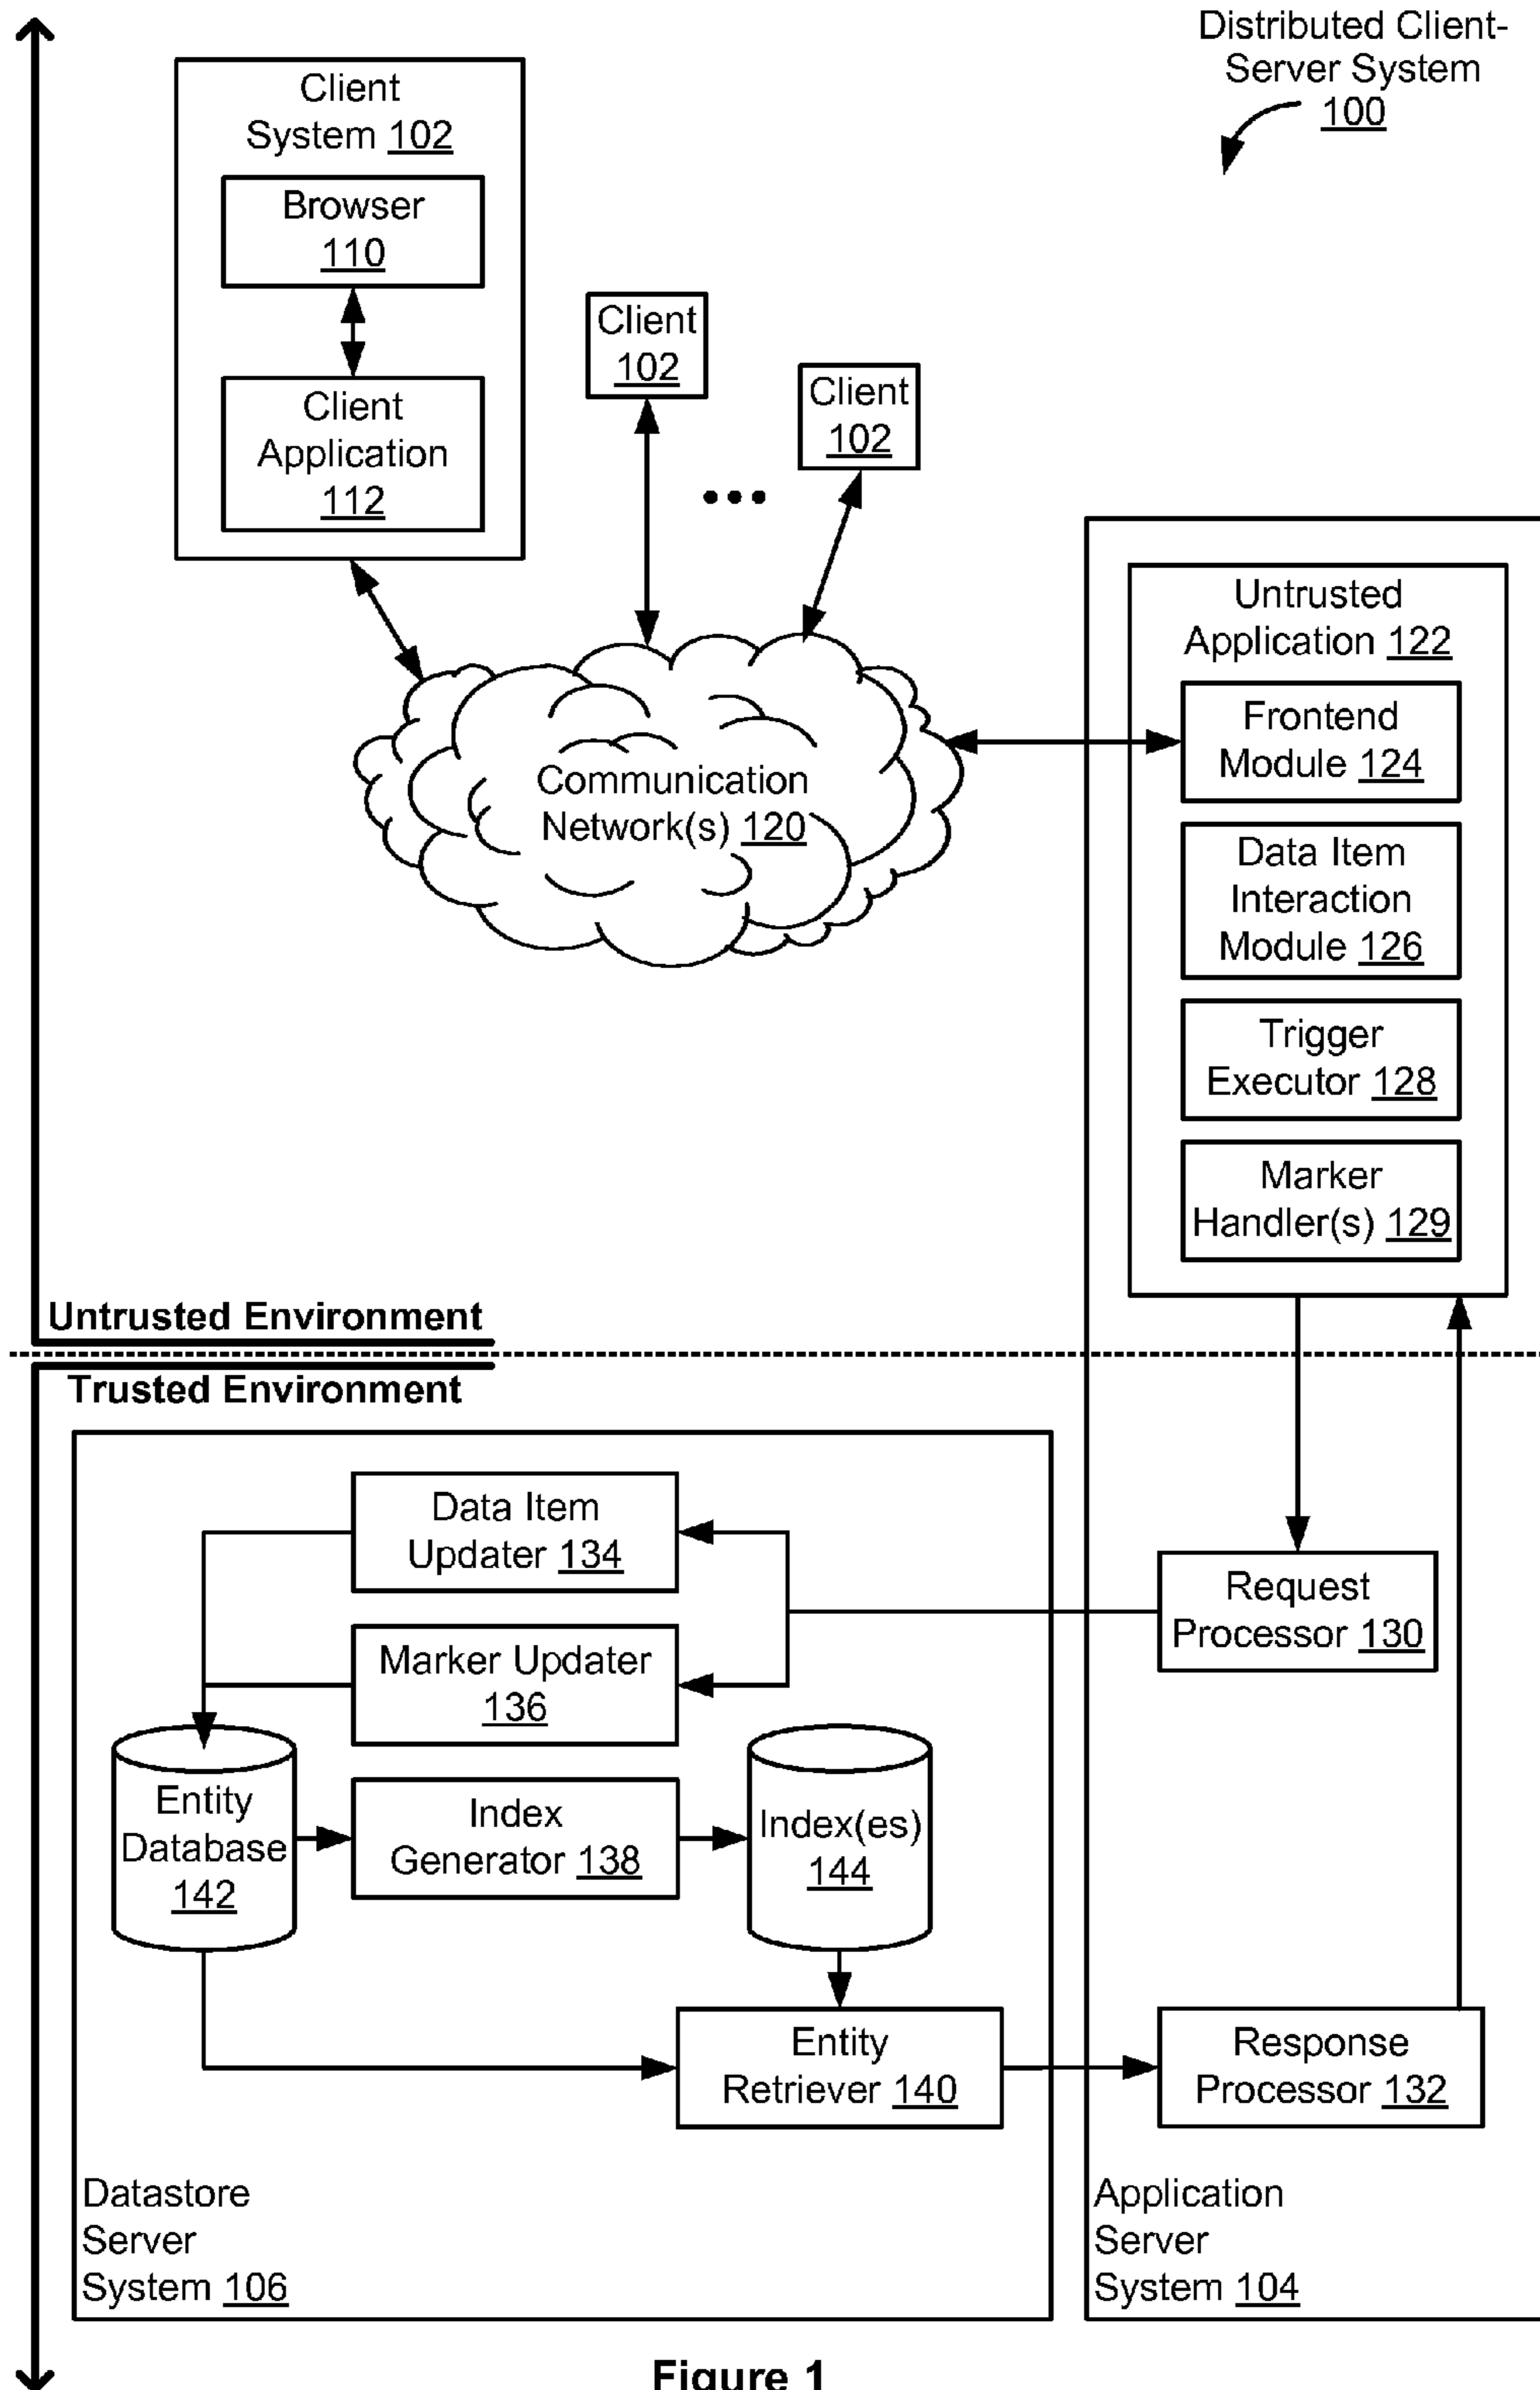 Distributed Client-
Server System
100
Client
System 102
Browser
110
Client
Application
112
Client
102
Client
102
Communication
Network(s) 120
Untrusted
Application 122
Frontend
Module 124
Data Item
Interaction
Module 126
Trigger
Executor 128
Marker
Handler(s) 129
Untrusted Environment
Trusted Environment
Data Item
Updater 134
Marker Updater
136
Request
Processor 130
Entity
Database
142
Index
Generator 138
Index(es)
144
Entity
Retriever 140
Response
Processor 132
Datastore
Server
System 106
Application
Server
System 104
Figure 1